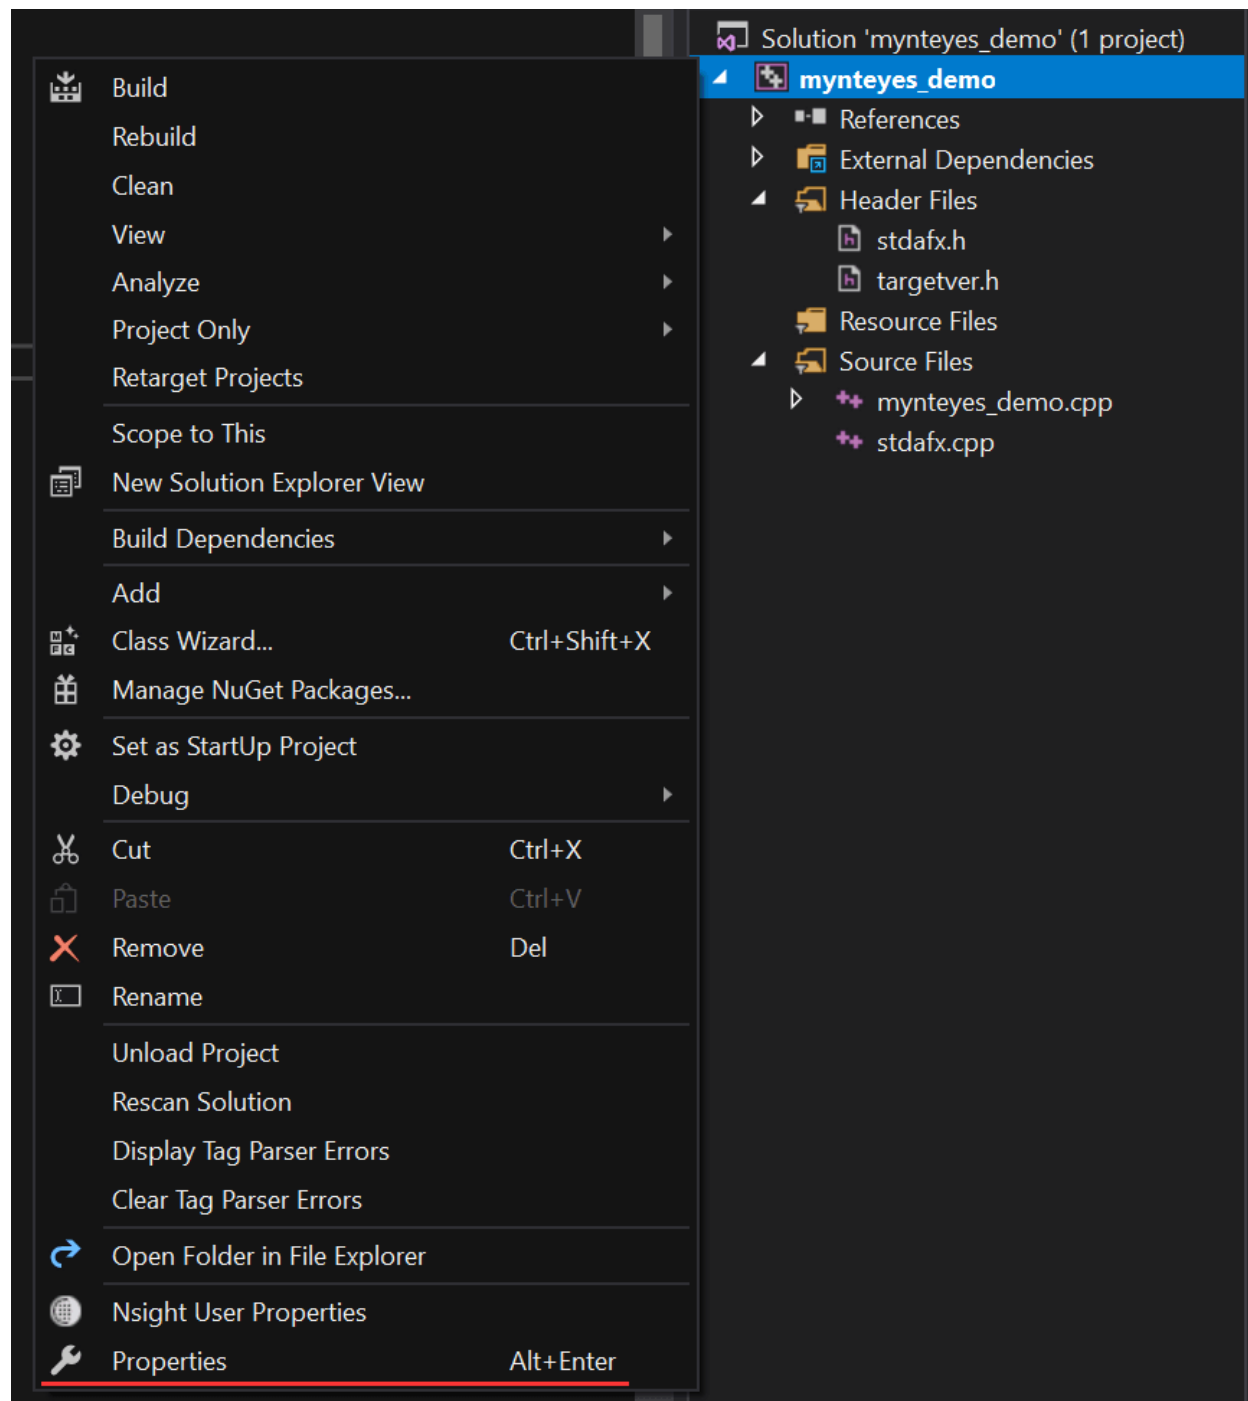 Build
Rebuild
Clean
View
Analyze
Project Only
Retarget Projects
Scope to This
New Solution Explorer View
Build Dependencies
Add
Class Wizard... Ctrl+Shift+X
Manage NuGet Packages...
Set as StartUp Project
Debug
Cut Ctrl+X
Paste Ctrl+V
Remove Del
Rename
Unload Project
Rescan Solution
Display Tag Parser Errors
Clear Tag Parser Errors
Open Folder in File Explorer
Nsight User Properties
Properties Alt+Enter
Solution 'mynteyes_demo' (1 project)
mynteyes_demo
References
External Dependencies
Header Files
stdafx.h
targetver.h
Resource Files
Source Files
mynteyes_demo.cpp
stdafx.cpp